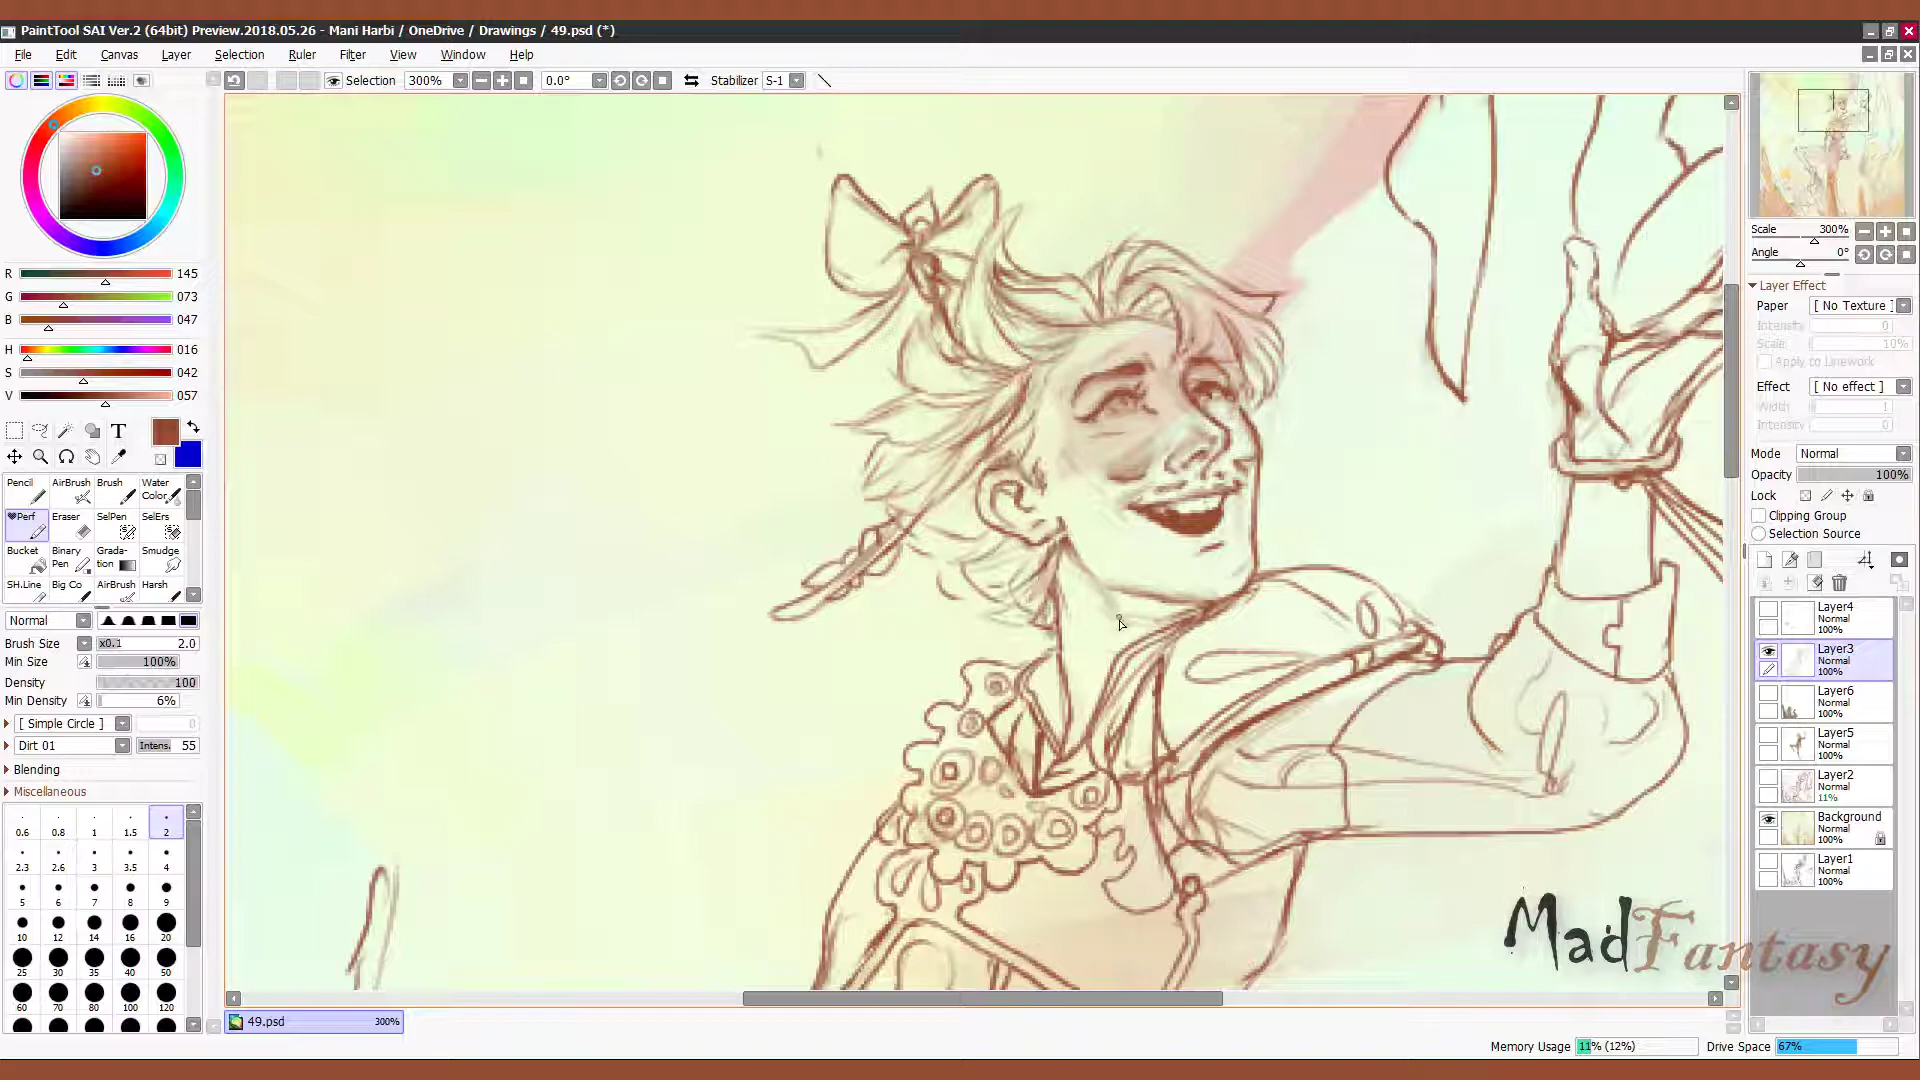 PaintTool SAI Ver.2 (64bit) Preview.2018.05.26 - Mani Harbi / OneDrive / Drawings / 49.psd (*)
File Edit Canvas Layer Selection Ruler Filter View Window Help
Selection 300% 0.0° Stabilizer S-1
R 145
G 073
B 047
H 016
S 042
V 057
T
Pencil AirBrush Brush Water Color
Perf Eraser SelPen SelErs
Bucket Binary Pen Grada-tion Smudge
SH.Line Big Co AirBrush Harsh
Normal
Brush Size x0.1 2.0
Min Size 100%
Density 100
Min Density 6%
[ Simple Circle ] 0
Dirt 01 Intens. 55
Blending
Miscellaneous
0.6 0.8 1 1.5 2
2.3 2.6 3 3.5 4
5 6 7 8 9
10 12 14 16 20
25 30 35 40 50
60 70 80 100 120
49.psd 300%
Scale 300%
Angle 0°
Layer Effect
Paper [ No Texture ]
Intensity 0
Scale 10%
Apply to Linework
Effect [ No effect ]
Width 1
Intensity 0
Mode Normal
Opacity 100%
Lock
Clipping Group
Selection Source
Layer4
Normal
100%
Layer3
Normal
100%
Layer6
Normal
100%
Layer5
Normal
100%
Layer2
Normal
11%
Background
Normal
100%
Layer1
Normal
100%
MadFantasy
Memory Usage 11% (12%) Drive Space 67%